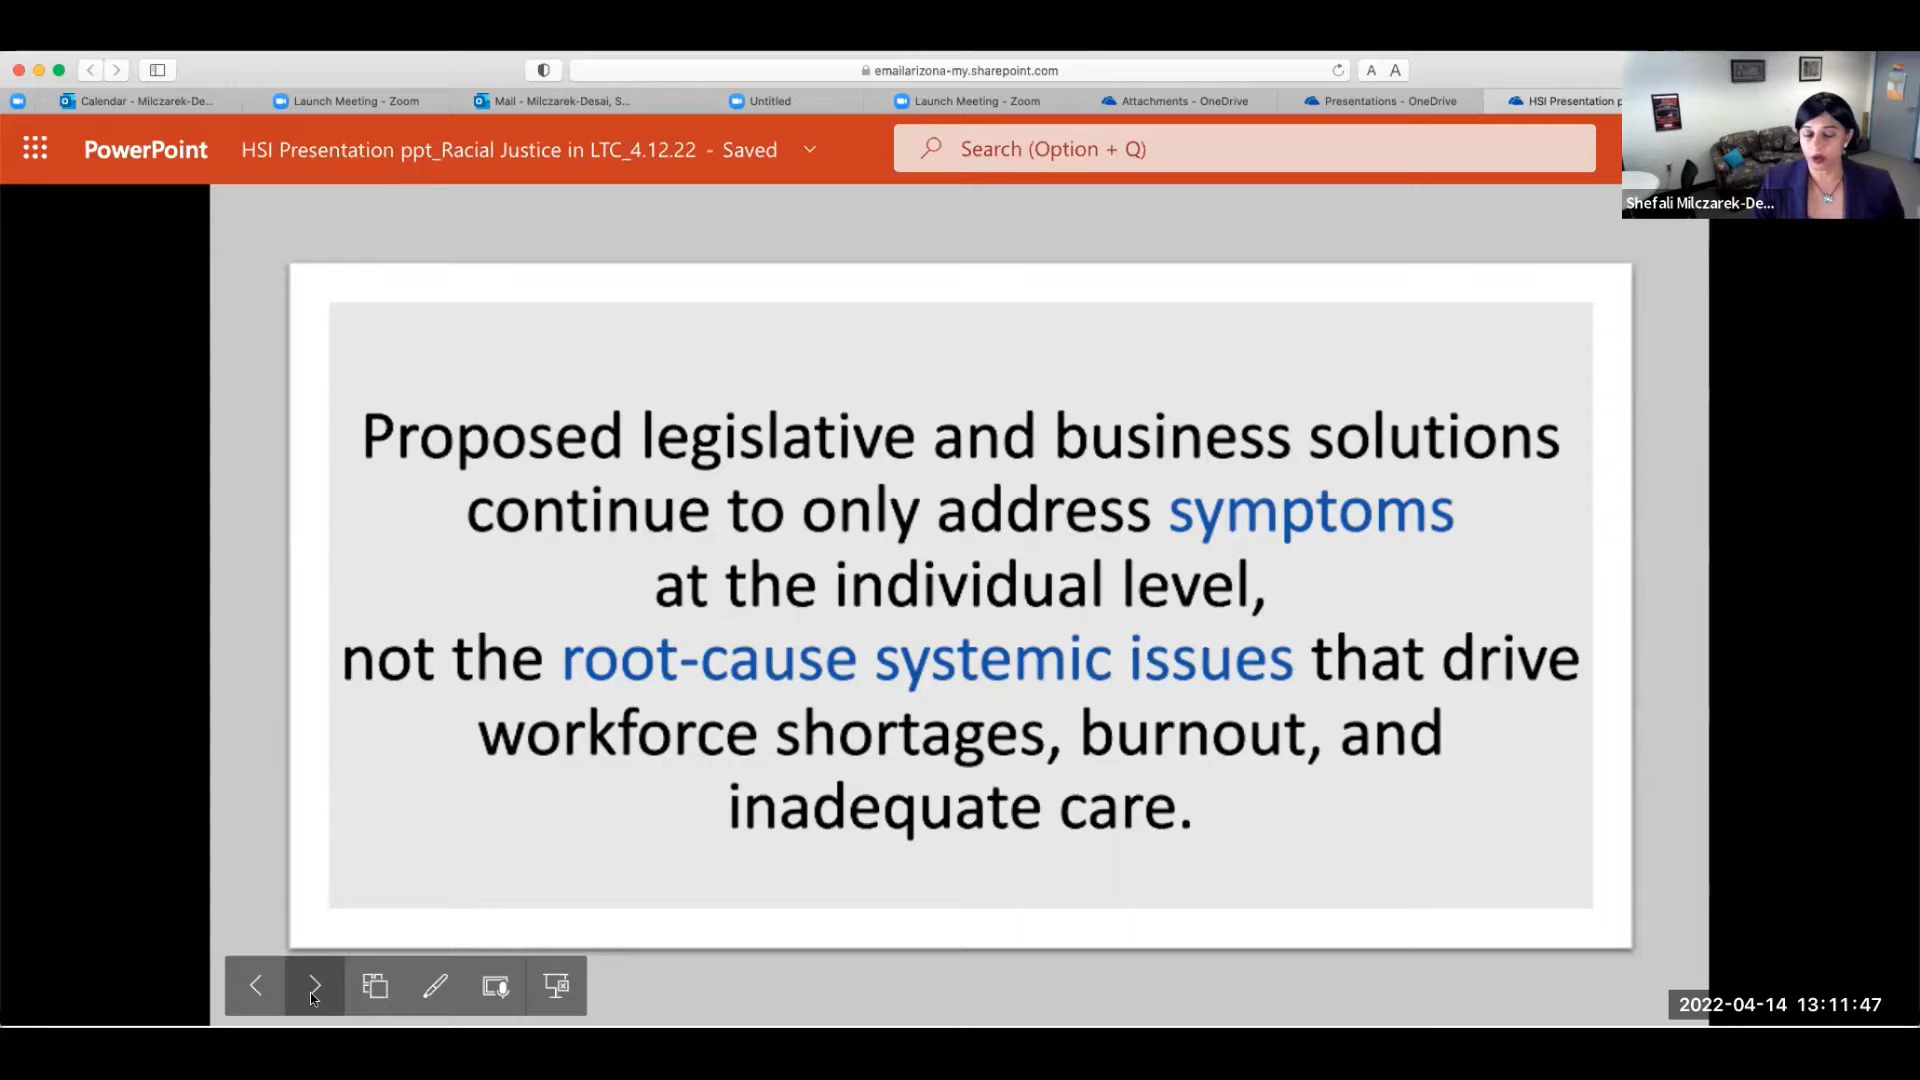 emailarizona-my.sharepoint.com
A A
Calendar - Milczarek-De...
Launch Meeting - Zoom
Mail - Milczarek-Desai, S...
Untitled
Launch Meeting - Zoom
Attachments - OneDrive
Presentations - OneDrive
HSI Presentation p
PowerPoint
HSI Presentation ppt_Racial Justice in LTC_4.12.22 - Saved
Search (Option + Q)
Shefali Milczarek-De...
Proposed legislative and business solutions
continue to only address symptoms
at the individual level,
not the root-cause systemic issues that drive
workforce shortages, burnout, and
inadequate care.
2022-04-14 13:11:47